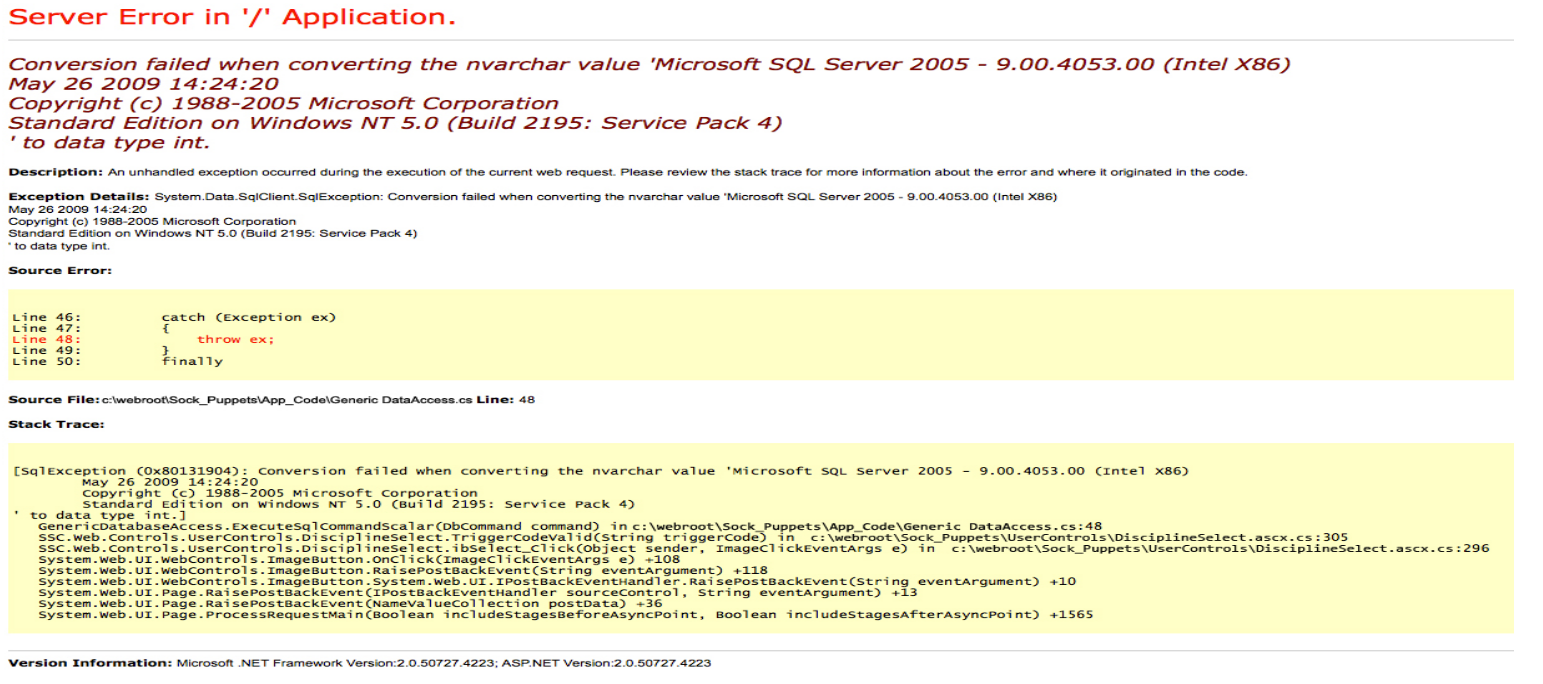 Server Error in '/' Application.
Conversion failed when converting the nvarchar value 'Microsoft SQL Server 2005 - 9.00.4053.00 (Intel X86)
May 26 2009 14:24:20
Copyright (c) 1988-2005 Microsoft Corporation
Standard Edition on Windows NT 5.0 (Build 2195: Service Pack 4)
' to data type int.
Description: An unhandled exception occurred during the execution of the current web request. Please review the stack trace for more information about the error and where it originated in the code.
Exception Details: System.Data.SqlClient.SqlException: Conversion failed when converting the nvarchar value 'Microsoft SQL Server 2005 - 9.00.4053.00 (Intel X86)
May 26 2009 14:24:20
Copyright (c) 1988-2005 Microsoft Corporation
Standard Edition on Windows NT 5.0 (Build 2195: Service Pack 4)
' to data type int.
Source Error:
Line 46:         catch (Exception ex)
Line 47:         {
Line 48:             throw ex;
Line 49:         }
Line 50:         finally
Source File: c:\webroot\Sock_Puppets\App_Code\Generic DataAccess.cs Line: 48
Stack Trace:
[SqlException (0x80131904): Conversion failed when converting the nvarchar value 'Microsoft SQL Server 2005 - 9.00.4053.00 (Intel X86)
May 26 2009 14:24:20
Copyright (c) 1988-2005 Microsoft Corporation
Standard Edition on Windows NT 5.0 (Build 2195: Service Pack 4)
' to data type int.]
GenericDatabaseAccess.ExecuteSqlCommandScalar(DbCommand command) in c:\webroot\Sock_Puppets\App_Code\Generic DataAccess.cs:48
SSC.Web.Controls.UserControls.DisciplineSelect.TriggerCodeValid(String triggerCode) in c:\webroot\Sock_Puppets\UserControls\DisciplineSelect.ascx.cs:305
SSC.Web.Controls.UserControls.DisciplineSelect.ibSelect_Click(Object sender, ImageClickEventArgs e) in c:\webroot\Sock_Puppets\UserControls\DisciplineSelect.ascx.cs:296
System.Web.UI.WebControls.ImageButton.OnClick(ImageClickEventArgs e) +108
System.Web.UI.WebControls.ImageButton.RaisePostBackEvent(String eventArgument) +118
System.Web.UI.WebControls.ImageButton.System.Web.UI.IPostBackEventHandler.RaisePostBackEvent(String eventArgument) +10
System.Web.UI.Page.RaisePostBackEvent(IPostBackEventHandler sourceControl, String eventArgument) +13
System.Web.UI.Page.RaisePostBackEvent(NameValueCollection postData) +36
System.Web.UI.Page.ProcessRequestMain(Boolean includeStagesBeforeAsyncPoint, Boolean includeStagesAfterAsyncPoint) +1565
Version Information: Microsoft .NET Framework Version:2.0.50727.4223; ASP.NET Version:2.0.50727.4223